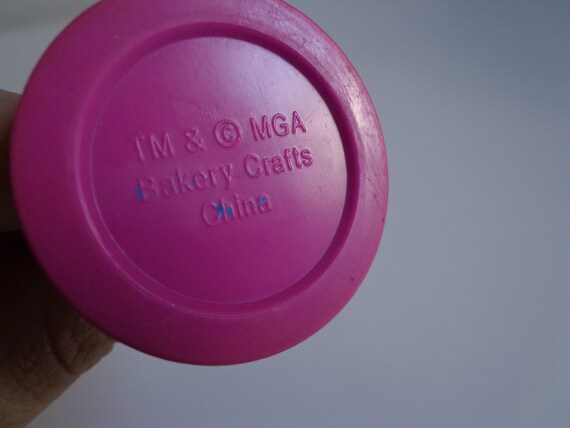 TM & © MGA
Bakery Crafts
China